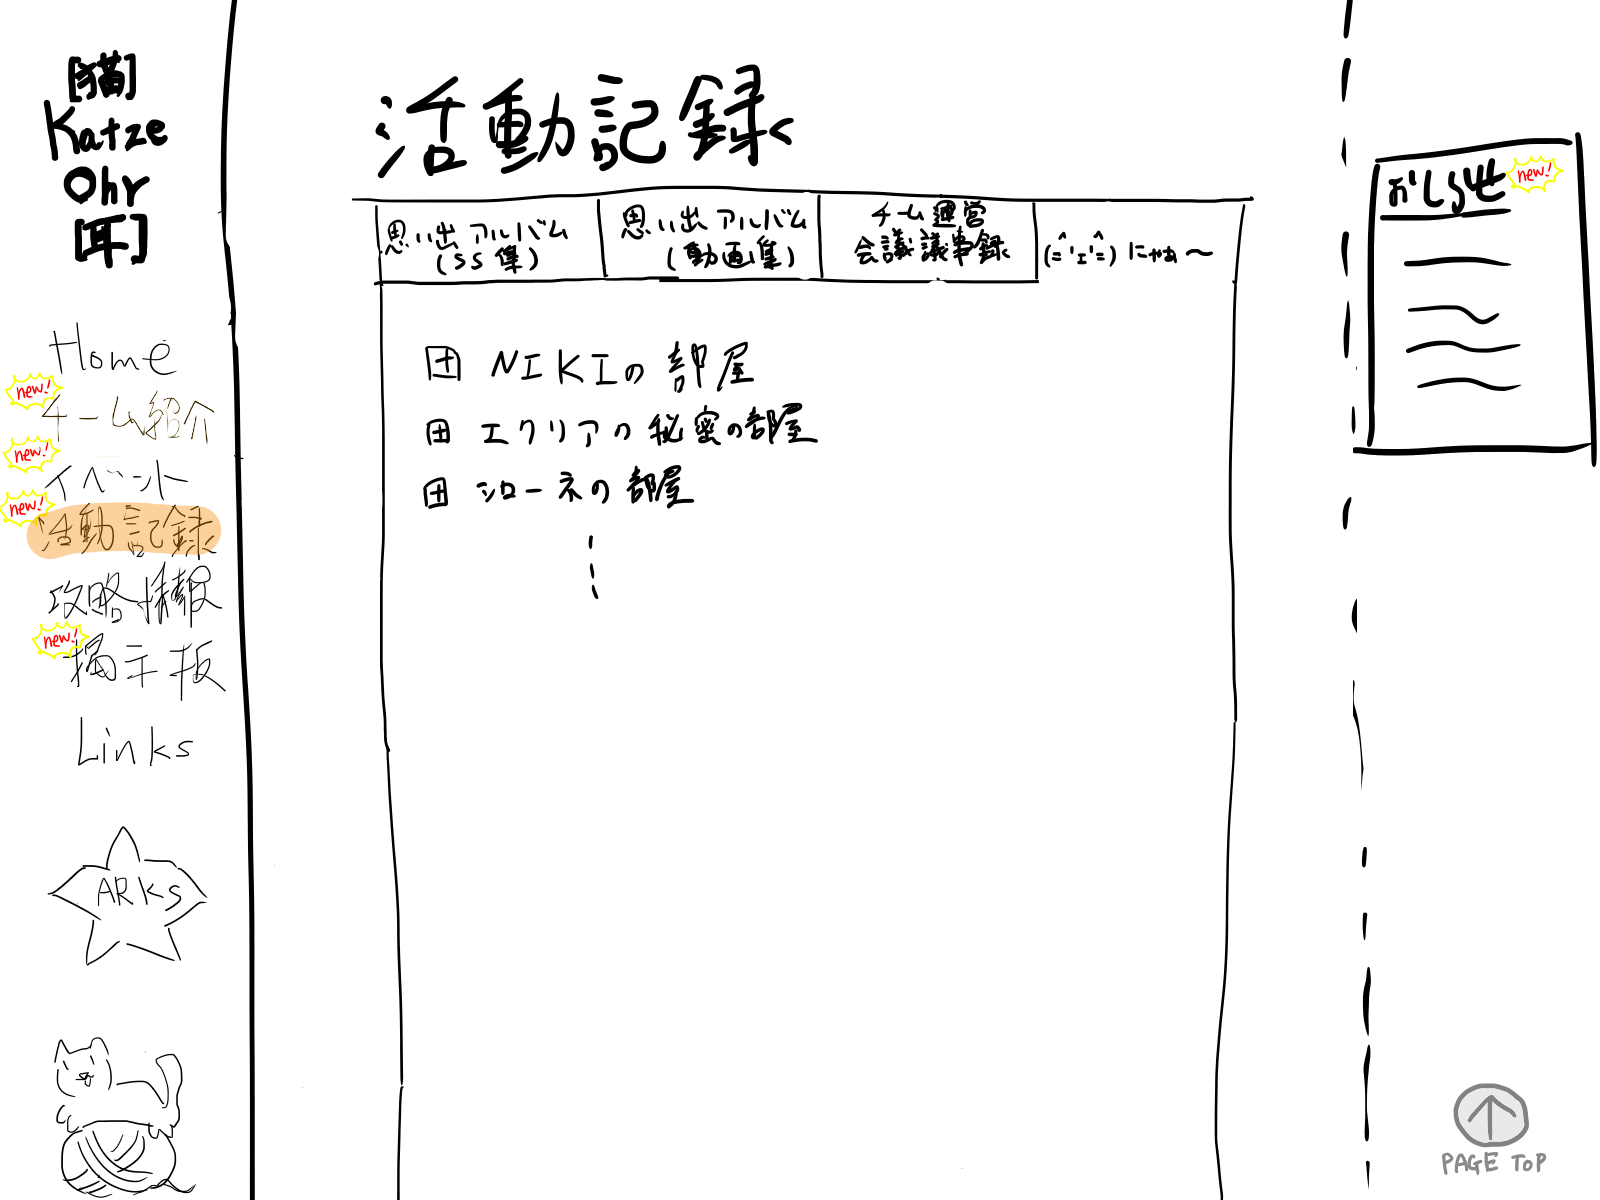 [猫]
Katze
Ohr
[耳]
Home
new!
チーム紹介
new!
イベント
new!
活動記録
攻略情報
new!
掲示板
Links
ARKS
活動記録
思い出アルバム
(SS集)
思い出アルバム
(動画集)
チーム運営
会議議事録
(=^'ｪ'^=) にゃぁ〜
NIKIの部屋
エクリアの秘密の部屋
シローネの部屋
おしらせ new!
PAGE TOP